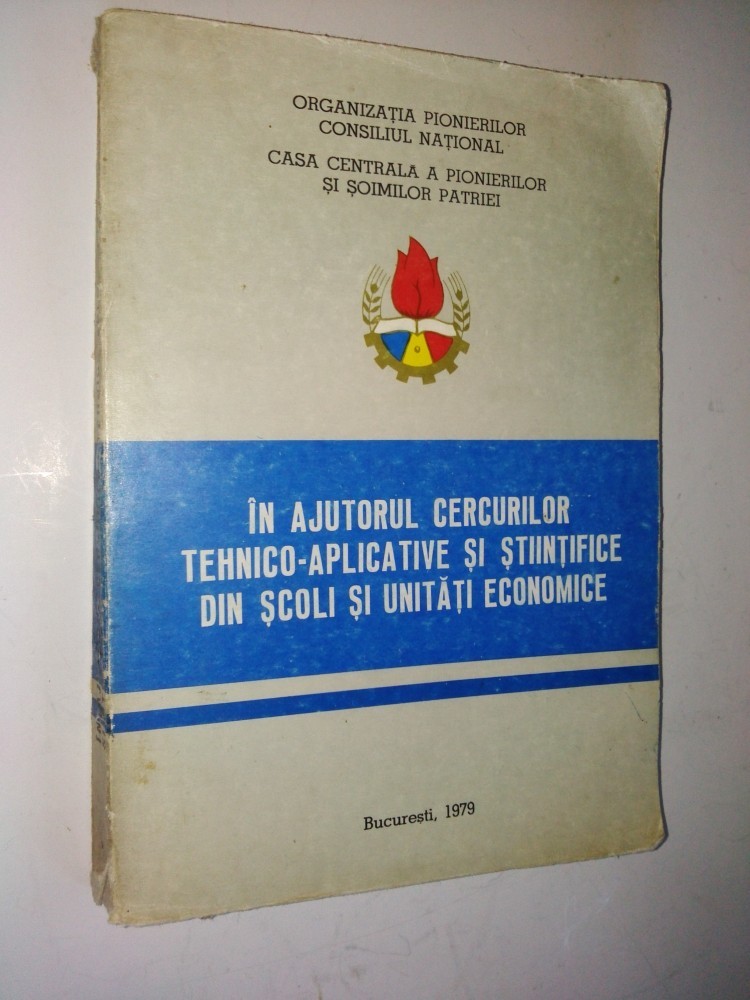 ORGANIZAȚIA PIONIERILOR
CONSILIUL NAȚIONAL
CASA CENTRALĂ A PIONIERILOR
ȘI ȘOIMILOR PATRIEI
ÎN AJUTORUL CERCURILOR
TEHNICO-APLICATIVE ȘI ȘTIINȚIFICE
DIN ȘCOLI ȘI UNITĂȚI ECONOMICE
București, 1979